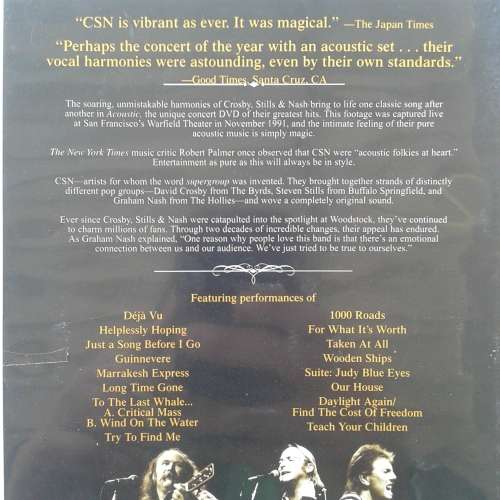 "CSN is vibrant as ever. It was magical." —The Japan Times
"Perhaps the concert of the year with an acoustic set . . . their
vocal harmonies were astounding, even by their own standards."
—Good Times, Santa Cruz, CA
The soaring, unmistakable harmonies of Crosby, Stills & Nash bring to life one classic song after
another in Acoustic, the unique concert DVD of their greatest hits. This footage was captured live
at San Francisco's Warfield Theater in November 1991, and the intimate feeling of their pure
acoustic music is simply magic.
The New York Times music critic Robert Palmer once observed that CSN were "acoustic folkies at heart."
Entertainment as pure as this will always be in style.
CSN—artists for whom the word supergroup was invented. They brought together strands of distinctly
different pop groups—David Crosby from The Byrds, Steven Stills from Buffalo Springfield, and
Graham Nash from The Hollies—and wove a completely original sound.
Ever since Crosby, Stills & Nash were catapulted into the spotlight at Woodstock, they've continued
to charm millions of fans. Through two decades of incredible changes, their appeal has endured.
As Graham Nash explained, "One reason why people love this band is that there's an emotional
connection between us and our audience. We've just tried to be true to ourselves."
Featuring performances of
Déjà Vu
Helplessly Hoping
Just a Song Before I Go
Guinnevere
Marrakesh Express
Long Time Gone
To The Last Whale...
A. Critical Mass
B. Wind On The Water
Try To Find Me
1000 Roads
For What It's Worth
Taken At All
Wooden Ships
Suite: Judy Blue Eyes
Our House
Daylight Again/
Find The Cost Of Freedom
Teach Your Children